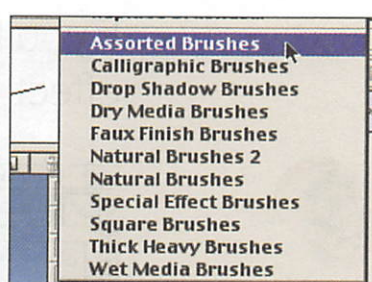 Assorted Brushes
Calligraphic Brushes
Drop Shadow Brushes
Dry Media Brushes
Faux Finish Brushes
Natural Brushes 2
Natural Brushes
Special Effect Brushes
Square Brushes
Thick Heavy Brushes
Wet Media Brushes